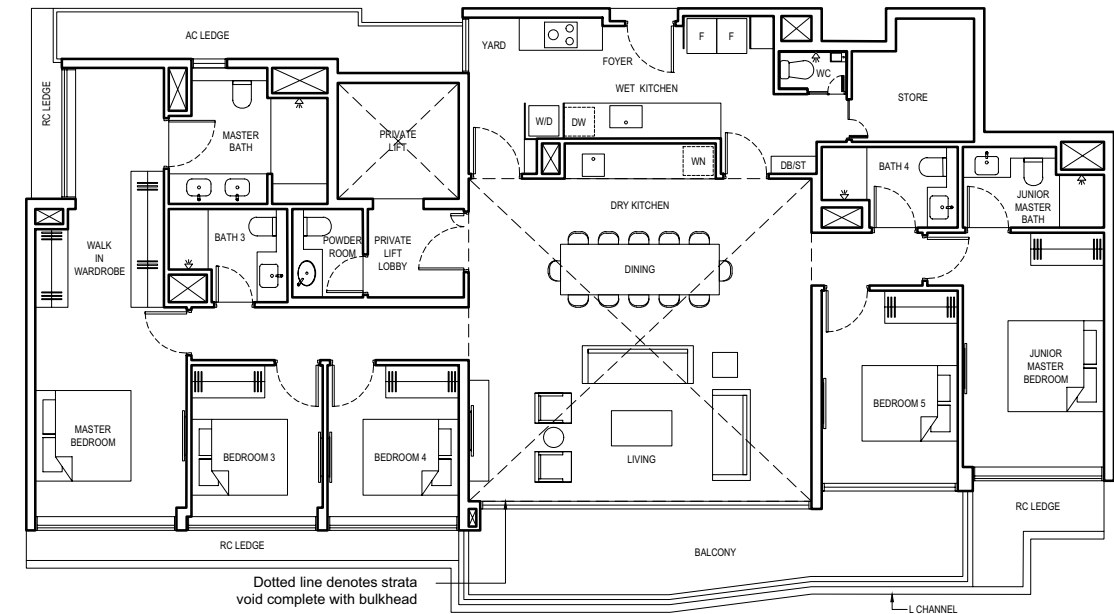 AC LEDGE
YARD
FOYER
F
F
WC
RC LEDGE
WET KITCHEN
STORE
W/D
DW
MASTER
BATH
PRIVATE
LIFT
WN
DB/ST
BATH 4
JUNIOR
MASTER
BATH
DRY KITCHEN
WALK
IN
WARDROBE
BATH 3
POWDER
ROOM
PRIVATE
LIFT
LOBBY
DINING
JUNIOR
MASTER
BEDROOM
MASTER
BEDROOM
BEDROOM 3
BEDROOM 4
LIVING
BEDROOM 5
RC LEDGE
BALCONY
RC LEDGE
Dotted line denotes strata
void complete with bulkhead
L CHANNEL